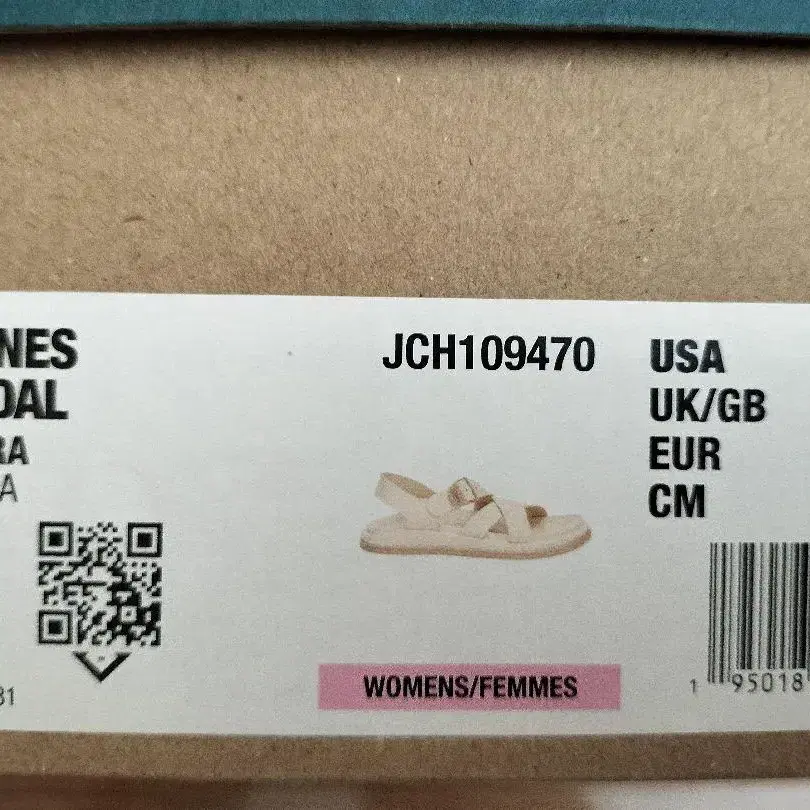 NES
DAL
RA
A
31
JCH109470
WOMENS/FEMMES
USA
UK/GB
EUR
CM
1 95018